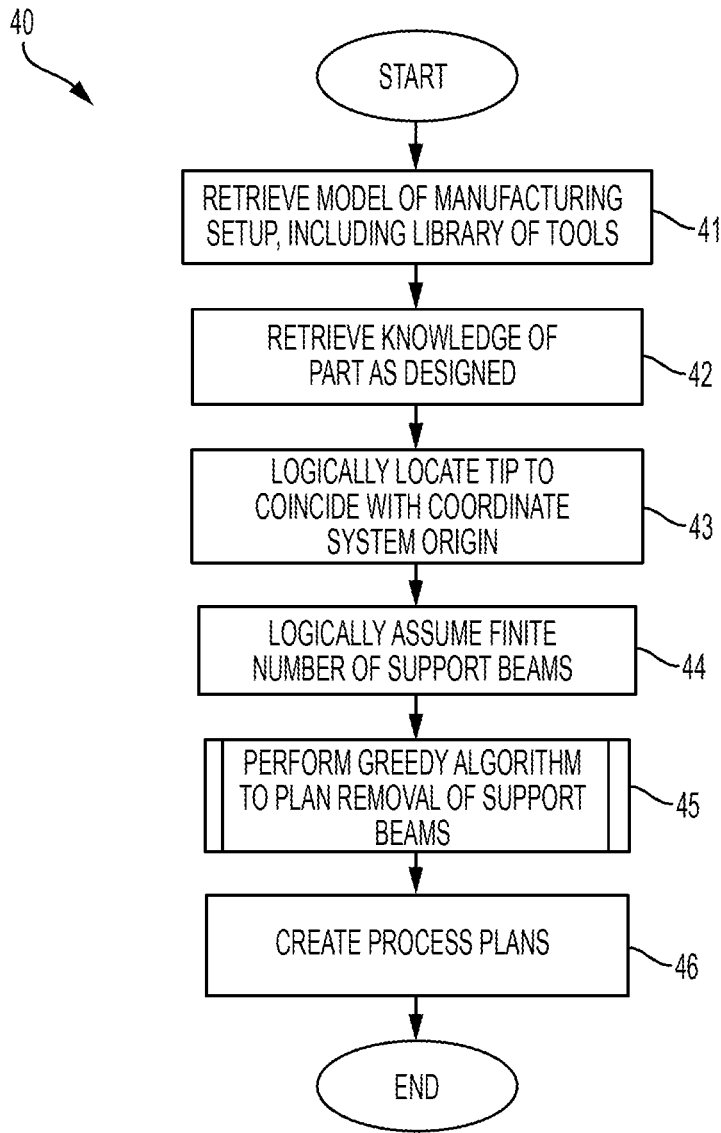 40
START
RETRIEVE MODEL OF MANUFACTURING
SETUP, INCLUDING LIBRARY OF TOOLS
41
RETRIEVE KNOWLEDGE OF
PART AS DESIGNED
42
LOGICALLY LOCATE TIP TO
COINCIDE WITH COORDINATE
SYSTEM ORIGIN
43
LOGICALLY ASSUME FINITE
NUMBER OF SUPPORT BEAMS
44
PERFORM GREEDY ALGORITHM
TO PLAN REMOVAL OF SUPPORT
BEAMS
45
CREATE PROCESS PLANS
46
END